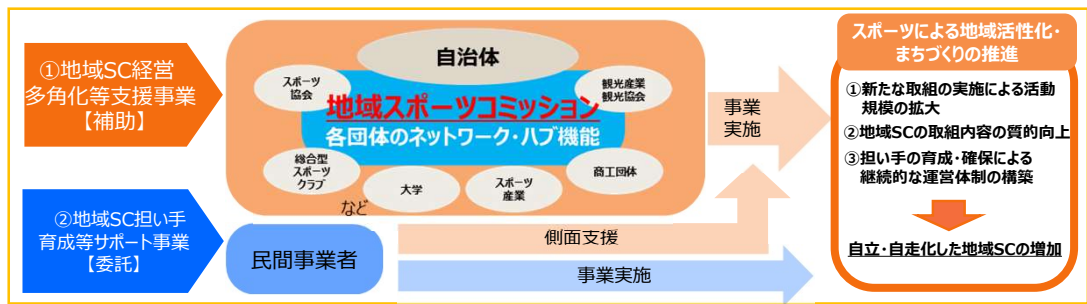 ①地域SC経営
多角化等支援事業
【補助】
②地域SC担い手
育成等サポート事業
【委託】
自治体
スポーツ
協会
観光産業
観光協会
地域スポーツコミッション
各団体のネットワーク・ハブ機能
総合型
スポーツ
クラブ
大学
スポーツ
産業
商工団体
など
民間事業者
事業
実施
側面支援
事業実施
スポーツによる地域活性化・
まちづくりの推進
①新たな取組の実施による活動
規模の拡大
②地域SCの取組内容の質的向上
③担い手の育成・確保による
継続的な運営体制の構築
自立・自走化した地域SCの増加